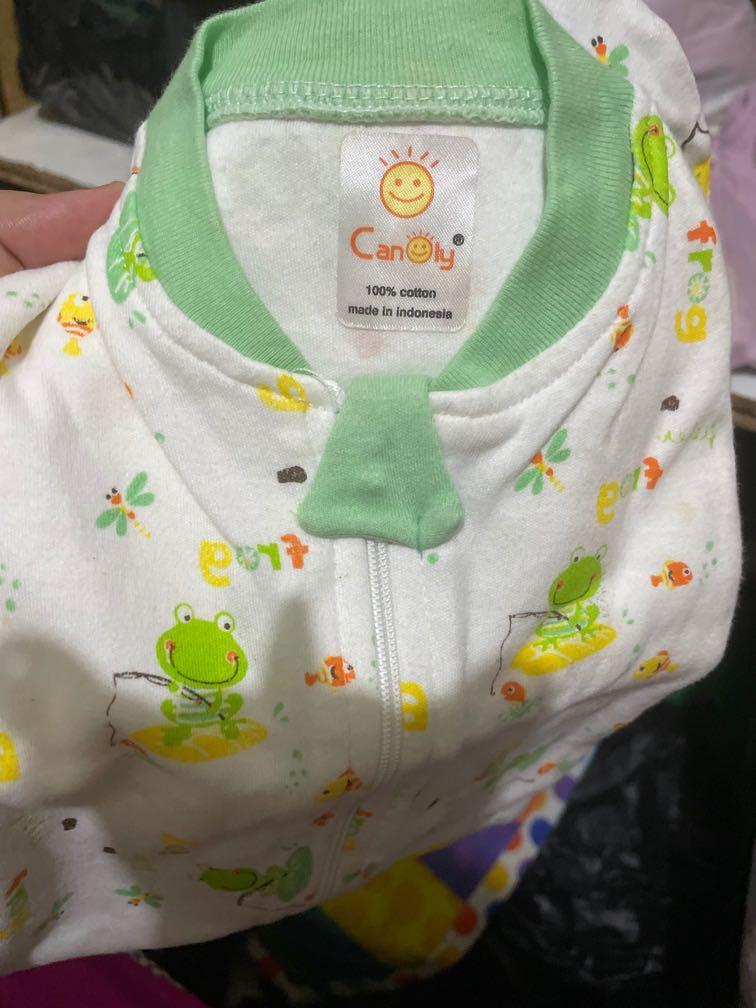 CanOly®
100% cotton
made in indonesia
frog
frog
frog